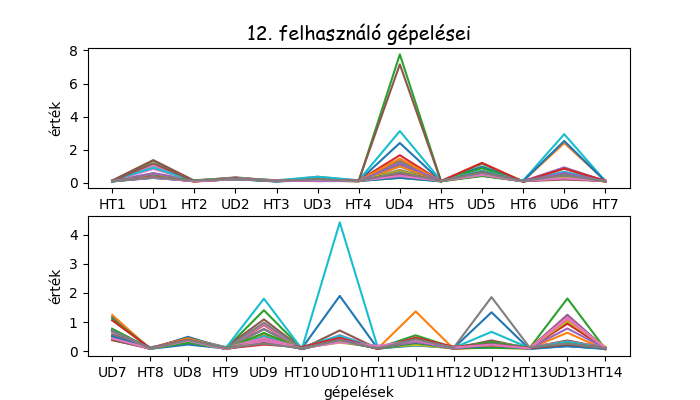 12. felhasználó gépelései
érték
8
6
4
2
0
HT1 UD1 HT2 UD2 HT3 UD3 HT4 UD4 HT5 UD5 HT6 UD6 HT7
érték
4
3
2
1
0
UD7 HT8 UD8 HT9 UD9 HT10 UD10 HT11 UD11 HT12 UD12 HT13 UD13 HT14
gépelések